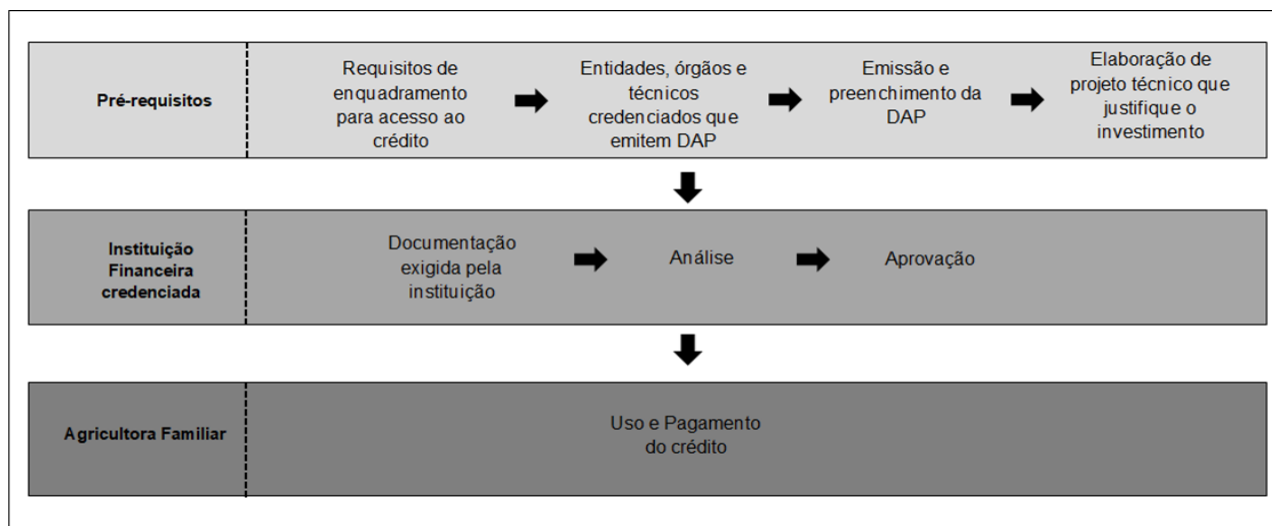 Pré-requisitos
Requisitos de
enquadramento
para acesso ao
crédito
Entidades, órgãos e
técnicos
credenciados que
emitem DAP
Emissão e
preenchimento da
DAP
Elaboração de
projeto técnico que
justifique o
investimento
Instituição
Financeira
credenciada
Documentação
exigida pela
instituição
Análise
Aprovação
Agricultora Familiar
Uso e Pagamento
do crédito